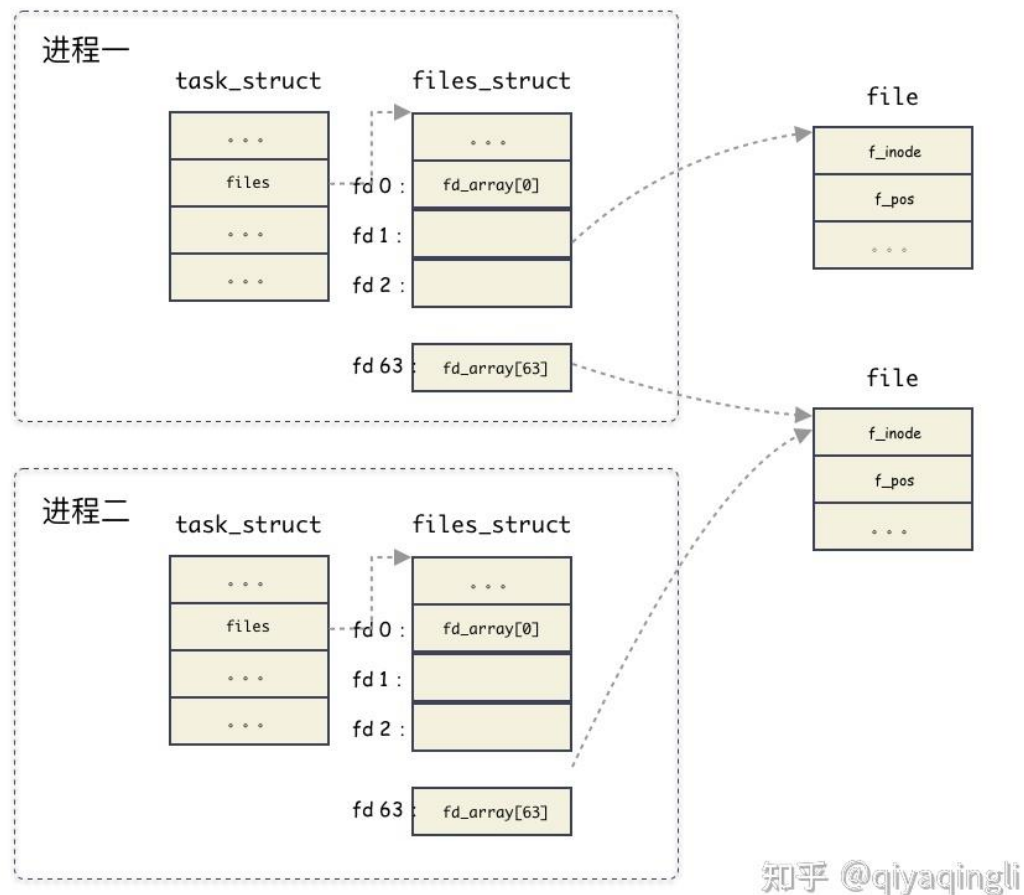 进程一
task_struct
。。。
files
。。。
。。。
files_struct
。。。
fd 0 : fd_array[0]
fd 1 :
fd 2 :
fd 63 : fd_array[63]
file
f_inode
f_pos
。。。
file
f_inode
f_pos
。。。
进程二
task_struct
。。。
files
。。。
。。。
files_struct
。。。
fd 0 : fd_array[0]
fd 1 :
fd 2 :
fd 63 : fd_array[63]
知乎 @qiyaqingli